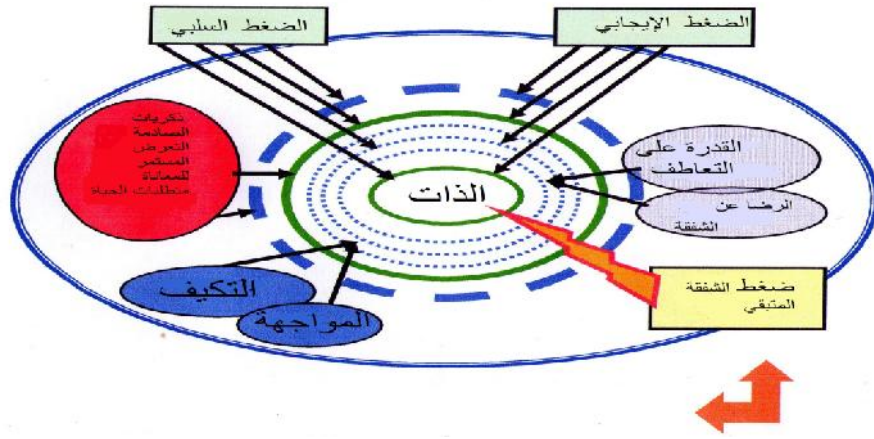 الضغط الإيجابي
الضغط السلبي
ذكريات
الصادمة
التعرض
المستمر
للمعاناة
متطلبات الحياة
القدرة على
التعاطف
الرضا عن
الشفقة
الذات
التكيف
المواجهة
ضغط الشفقة
المتبقي